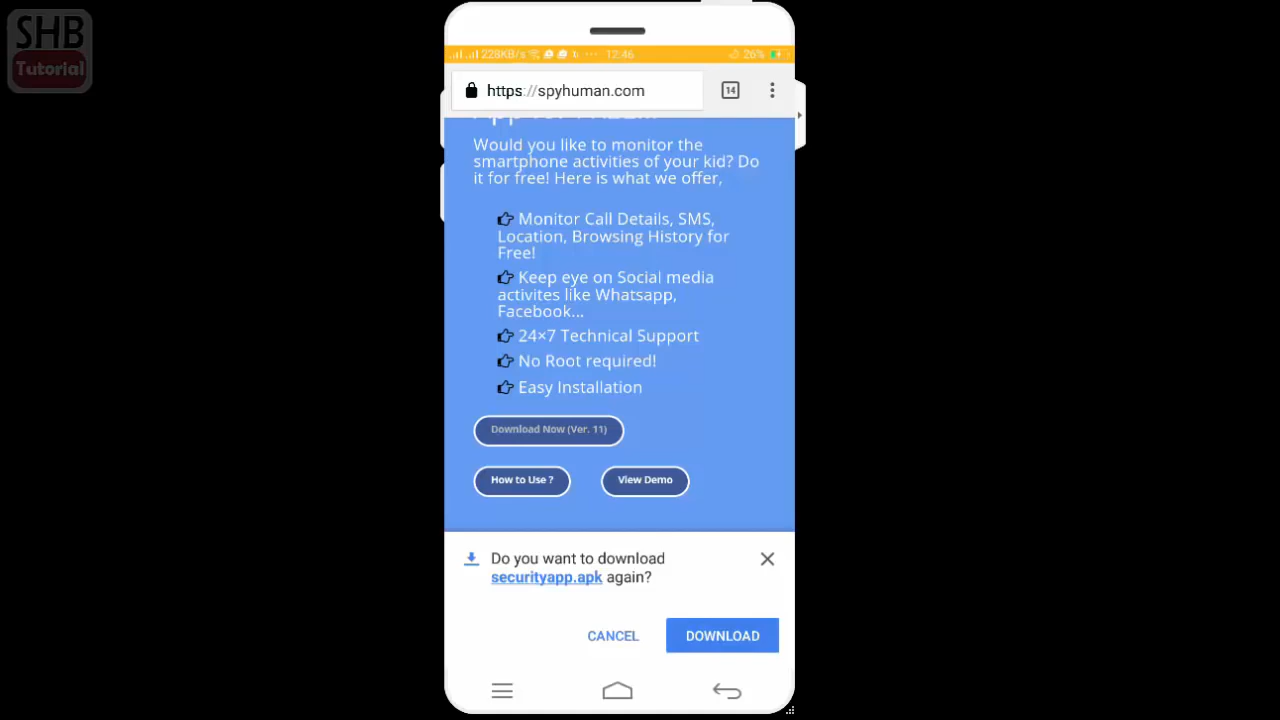 SHB
Tutorial
228KB/s
12:46
26%
https://spyhuman.com
14
Would you like to monitor the
smartphone activities of your kid? Do
it for free! Here is what we offer,
Monitor Call Details, SMS,
Location, Browsing History for
Free!
Keep eye on Social media
activites like Whatsapp,
Facebook...
24×7 Technical Support
No Root required!
Easy Installation
Download Now (Ver. 11)
How to Use ?
View Demo
Do you want to download
securityapp.apk again?
CANCEL
DOWNLOAD